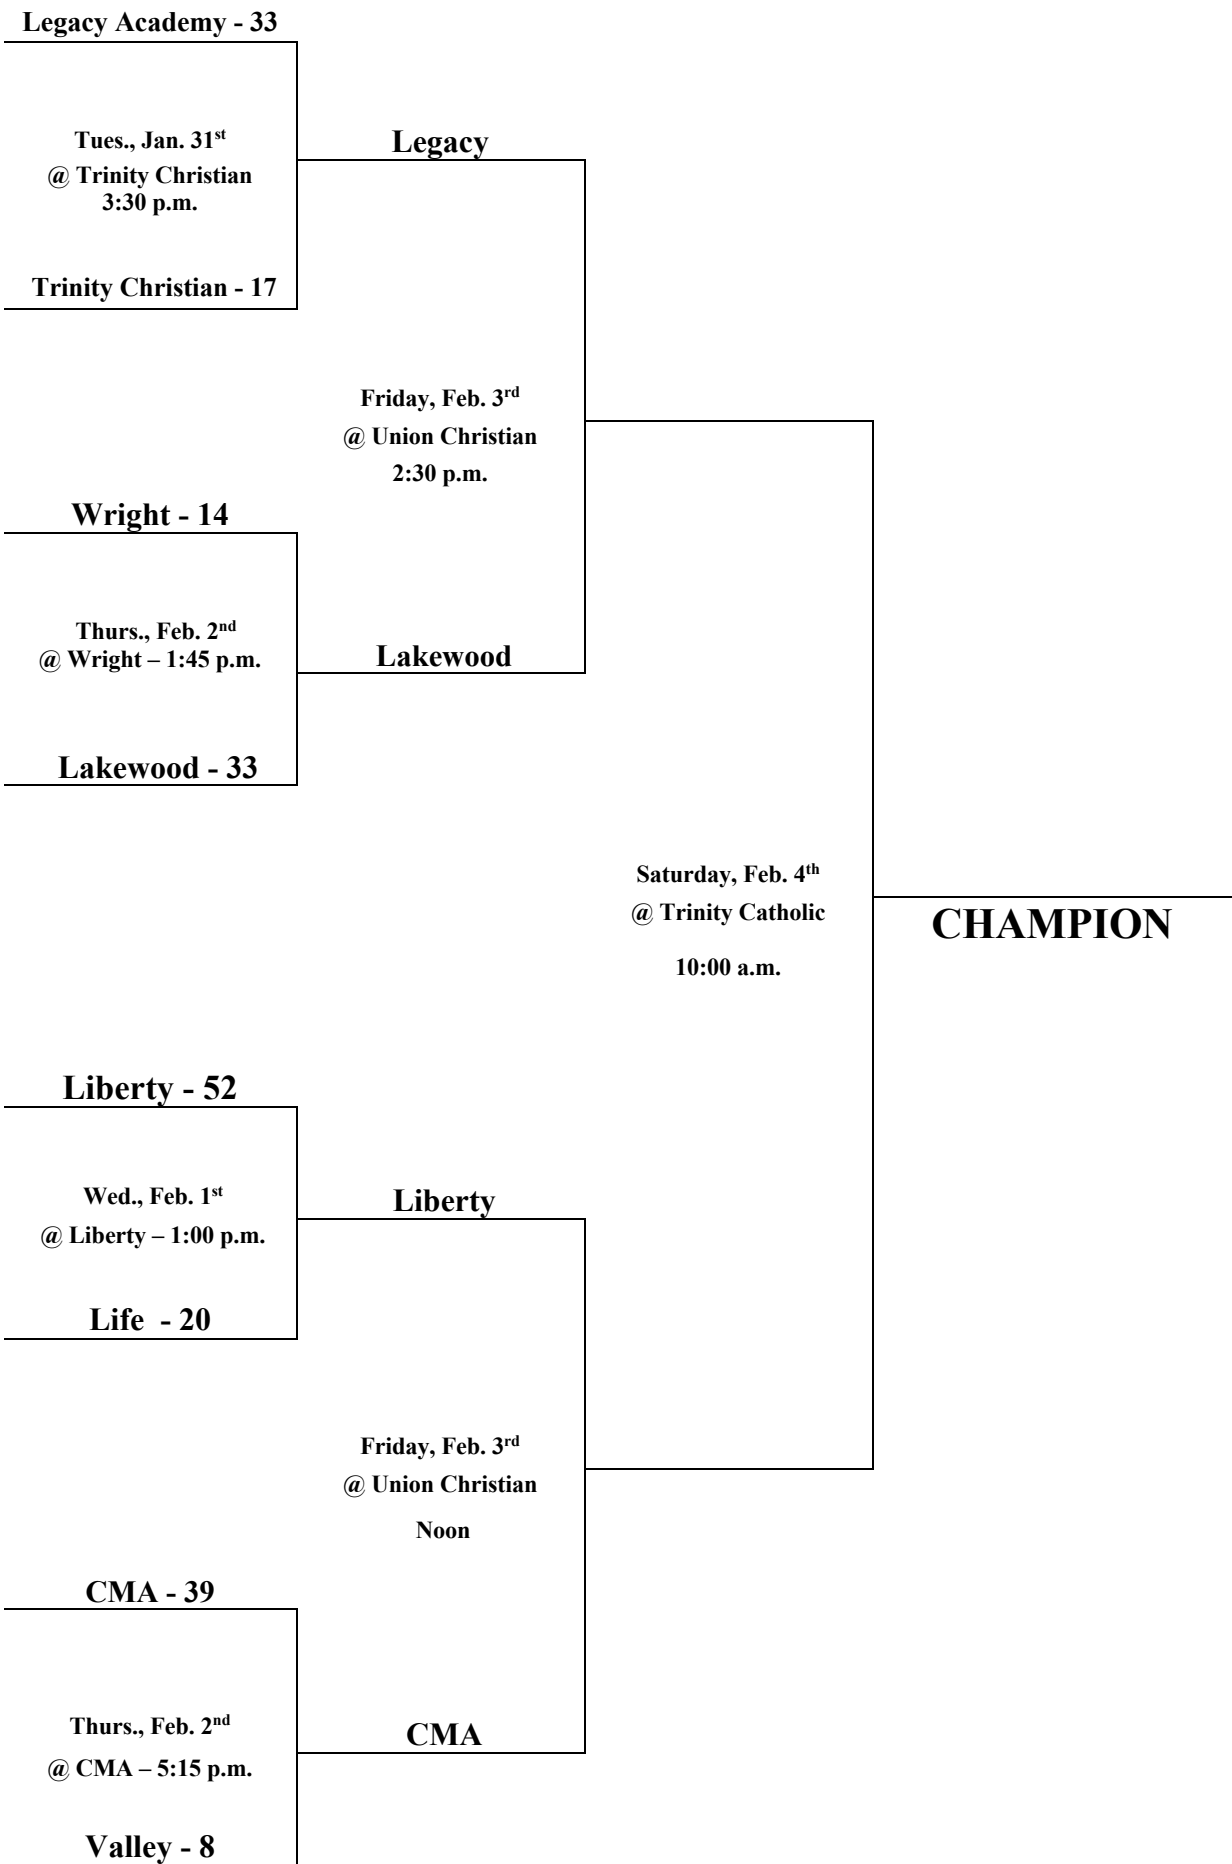 Legacy Academy - 33
Tues., Jan. 31st
@ Trinity Christian
3:30 p.m.
Legacy
Trinity Christian - 17
Friday, Feb. 3rd
@ Union Christian
2:30 p.m.
Wright - 14
Thurs., Feb. 2nd
@ Wright – 1:45 p.m.
Lakewood
Lakewood - 33
Saturday, Feb. 4th
@ Trinity Catholic
10:00 a.m.
CHAMPION
Liberty - 52
Wed., Feb. 1st
@ Liberty – 1:00 p.m.
Liberty
Life  - 20
Friday, Feb. 3rd
@ Union Christian
Noon
CMA - 39
Thurs., Feb. 2nd
@ CMA – 5:15 p.m.
CMA
Valley - 8